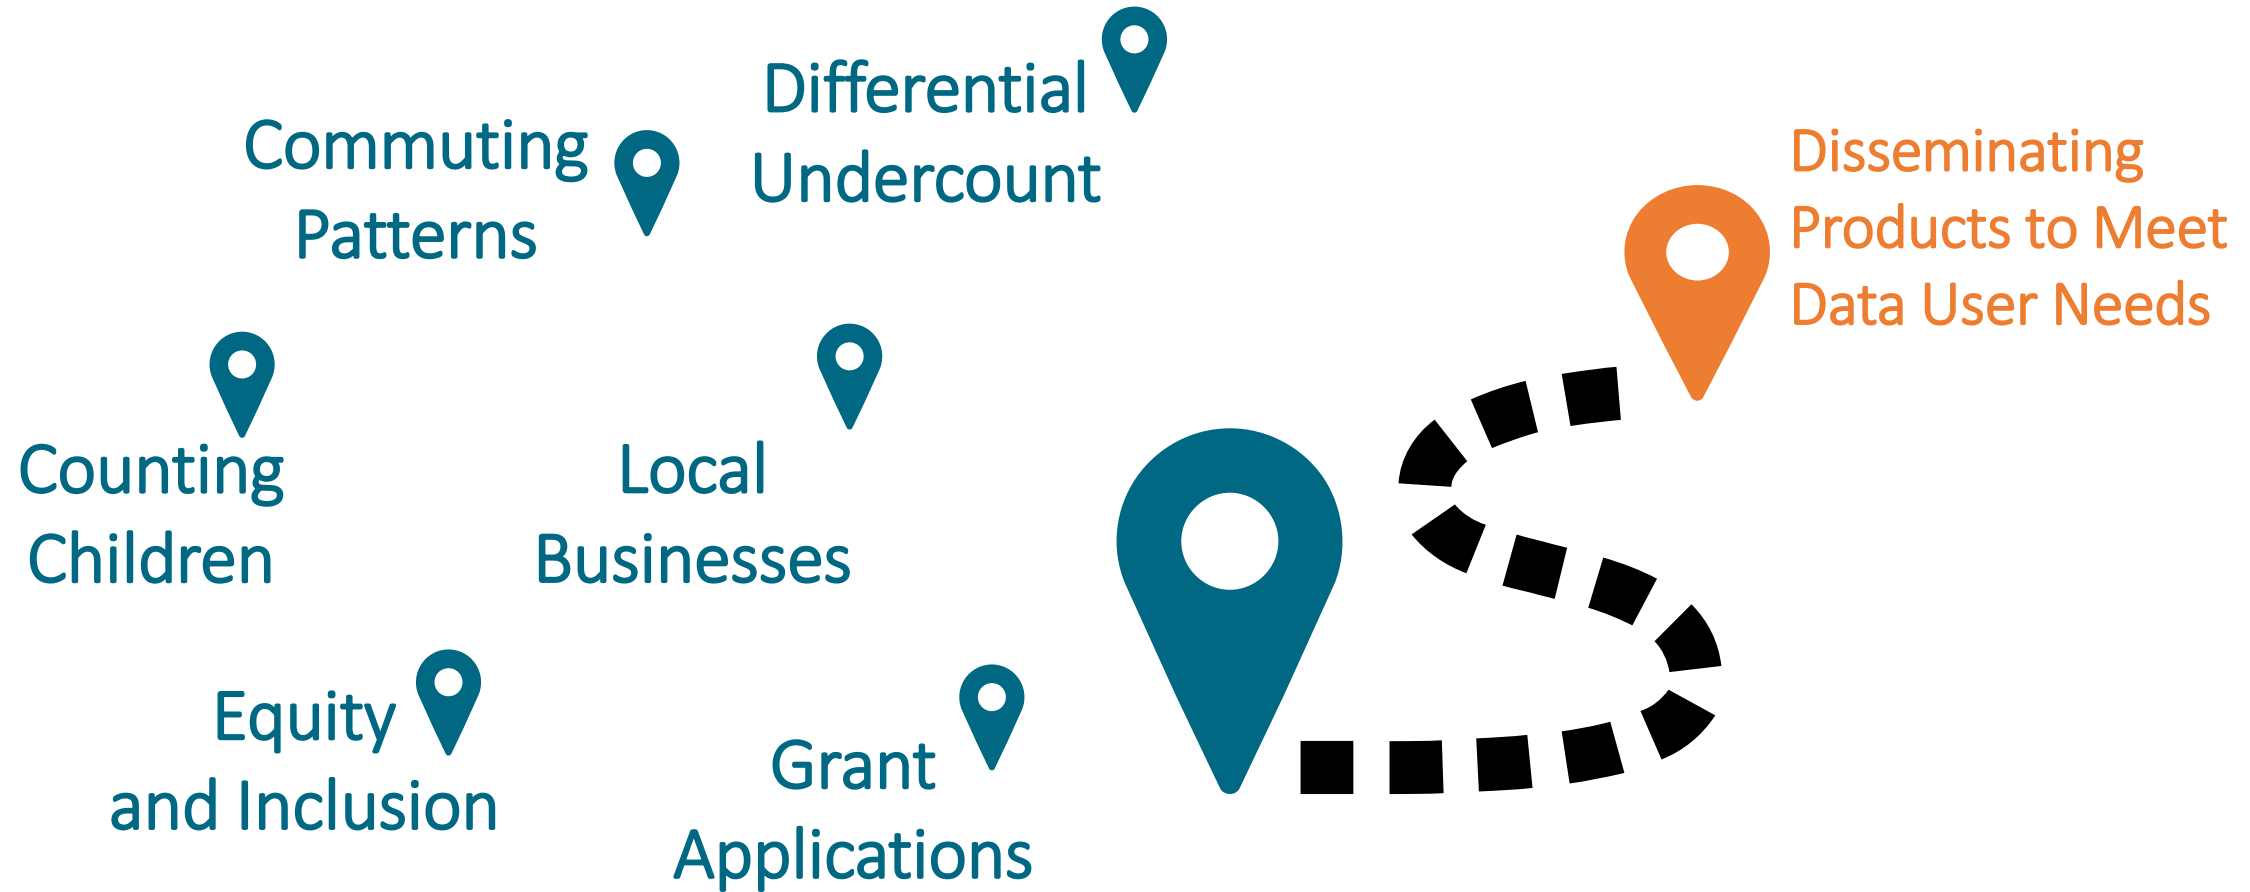 Differential
Undercount
Commuting
Patterns
Disseminating
Products to Meet
Data User Needs
Counting
Children
Local
Businesses
Equity
and Inclusion
Grant
Applications